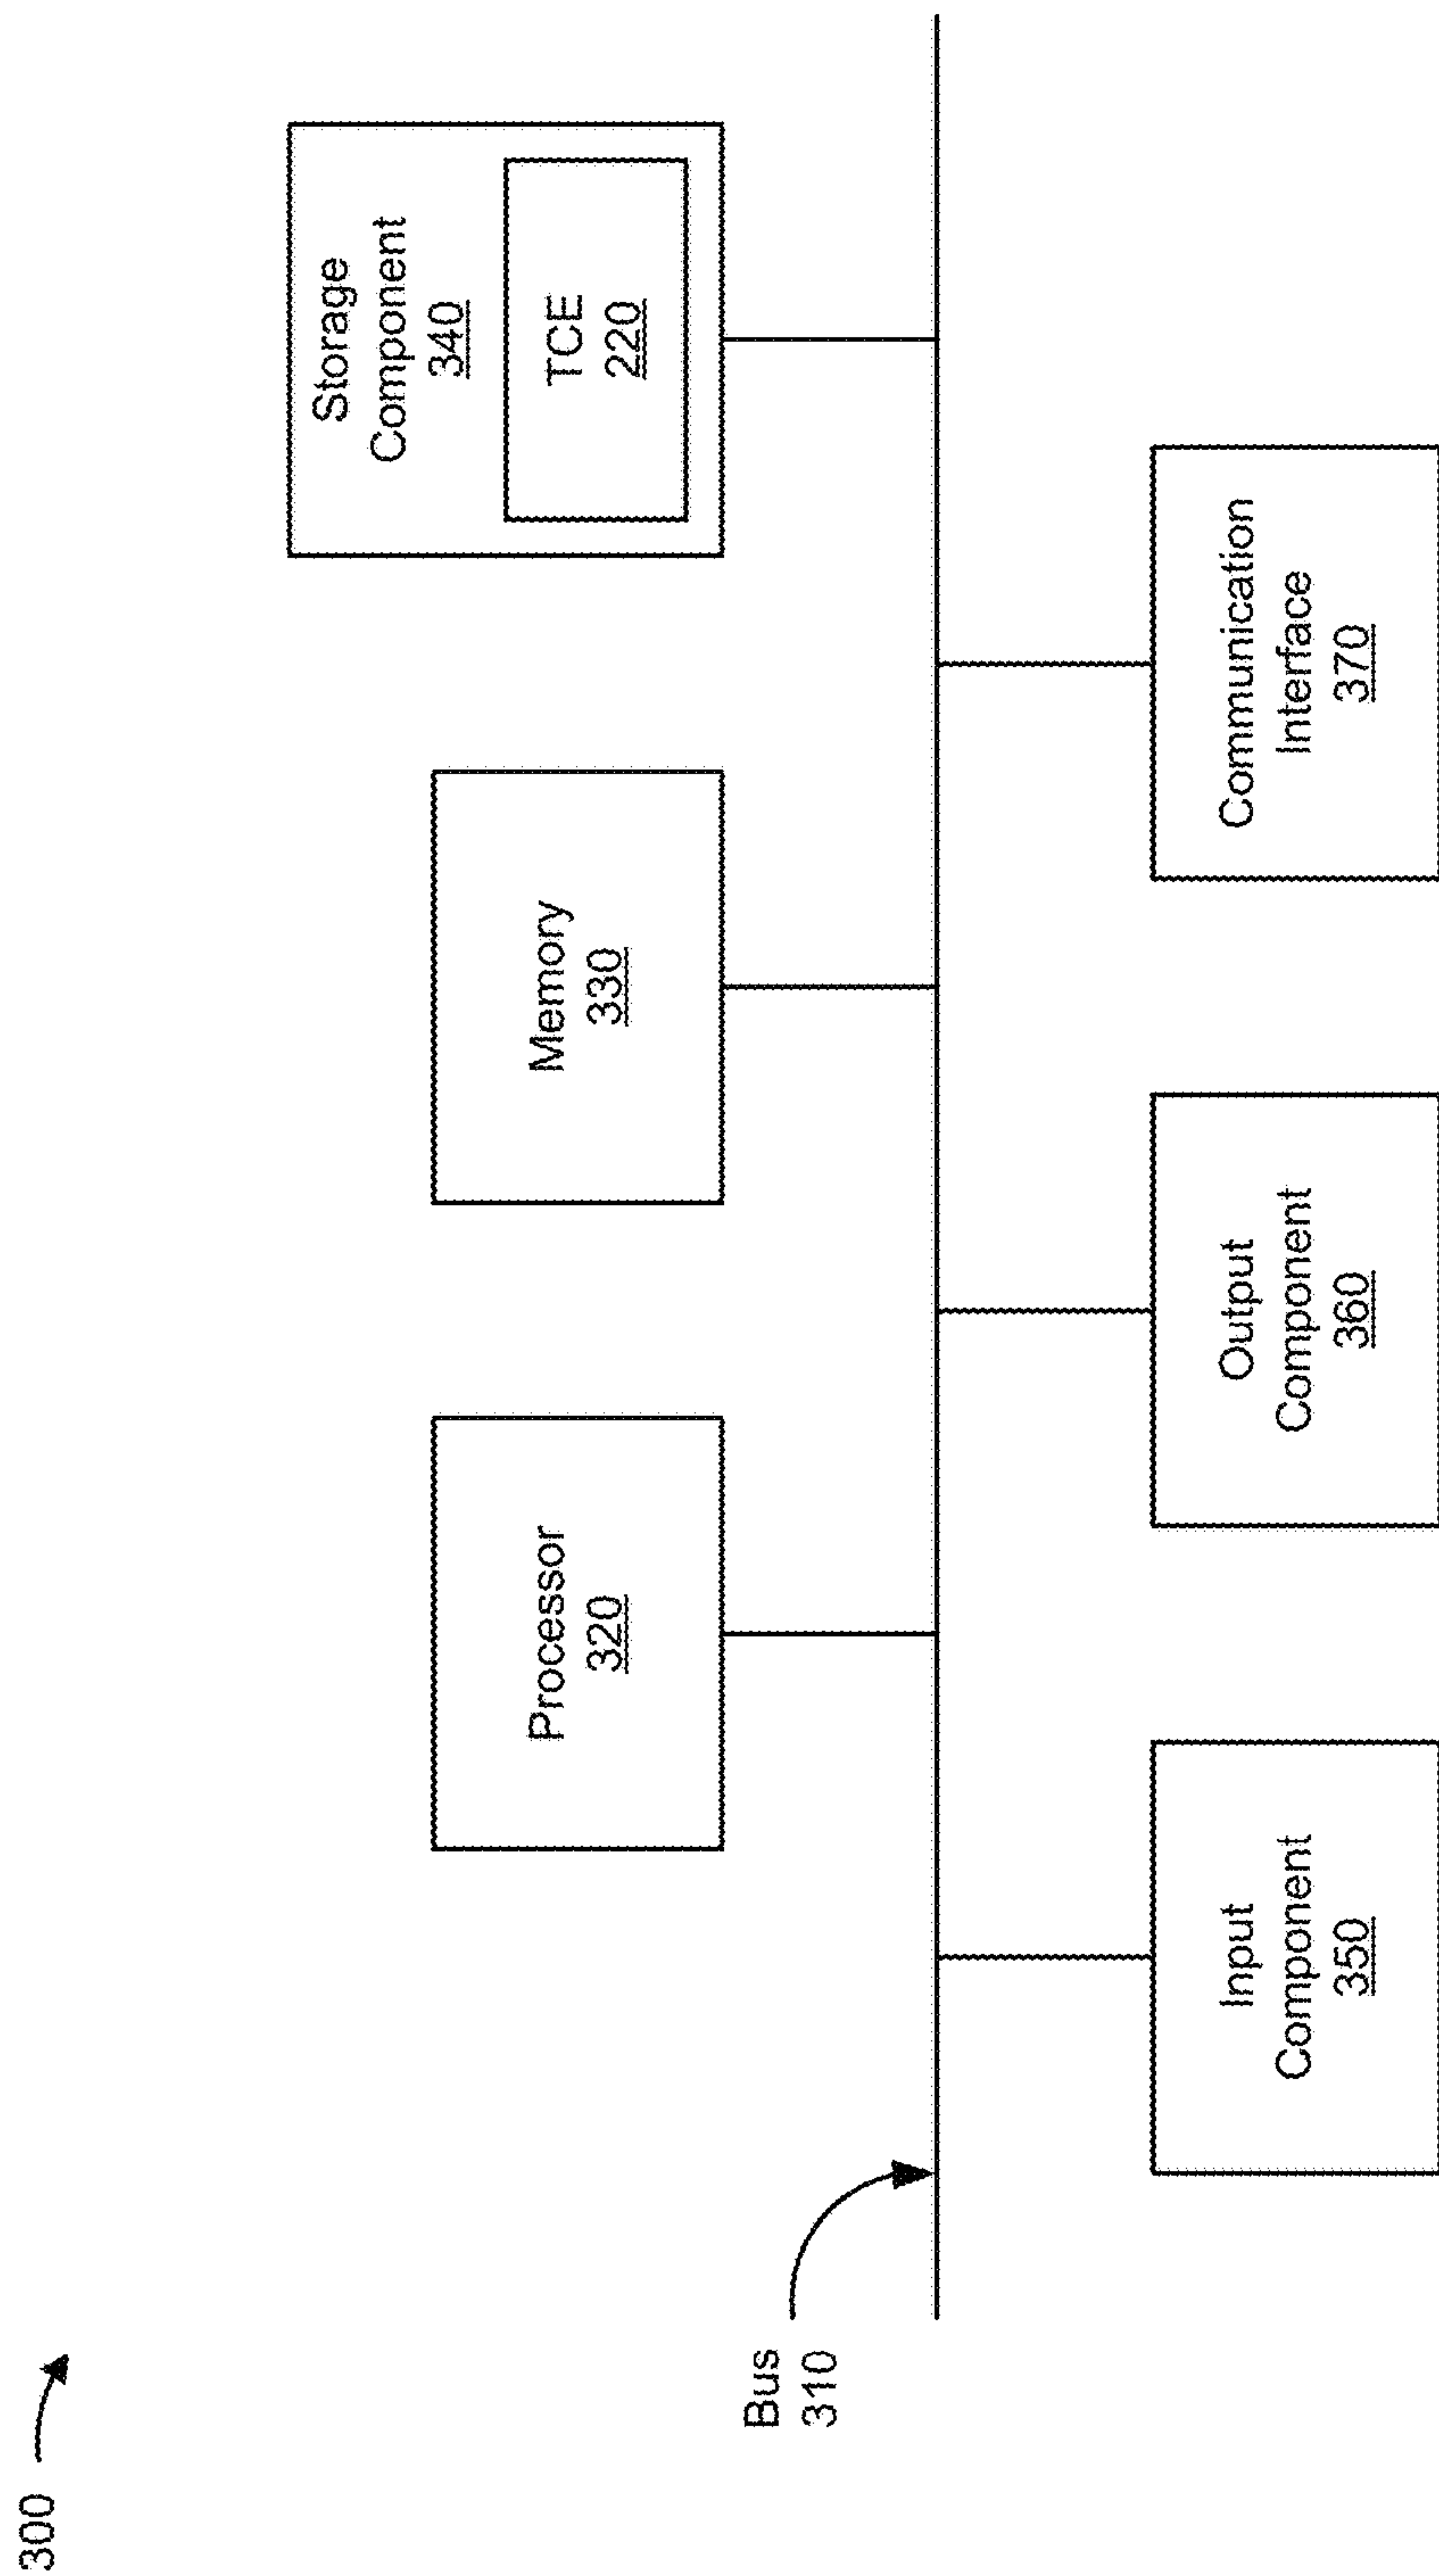 300
Processor
320
Memory
330
Storage
Component
340
TCE
220
Bus
310
Input
Component
350
Output
Component
360
Communication
Interface
370